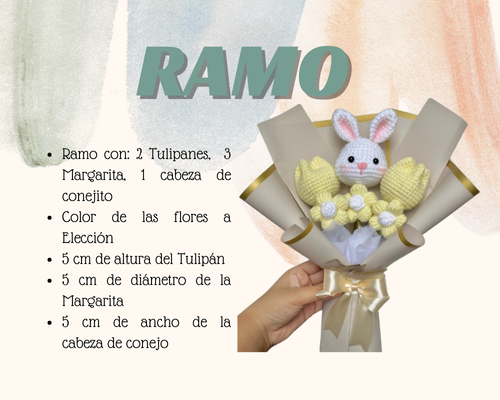 RAMO
• Ramo con: 2 Tulipanes, 3
Margarita, 1 cabeza de
conejito
• Color de las flores a
Elección
• 5 cm de altura del Tulipán
• 5 cm de diámetro de la
Margarita
• 5 cm de ancho de la
cabeza de conejo